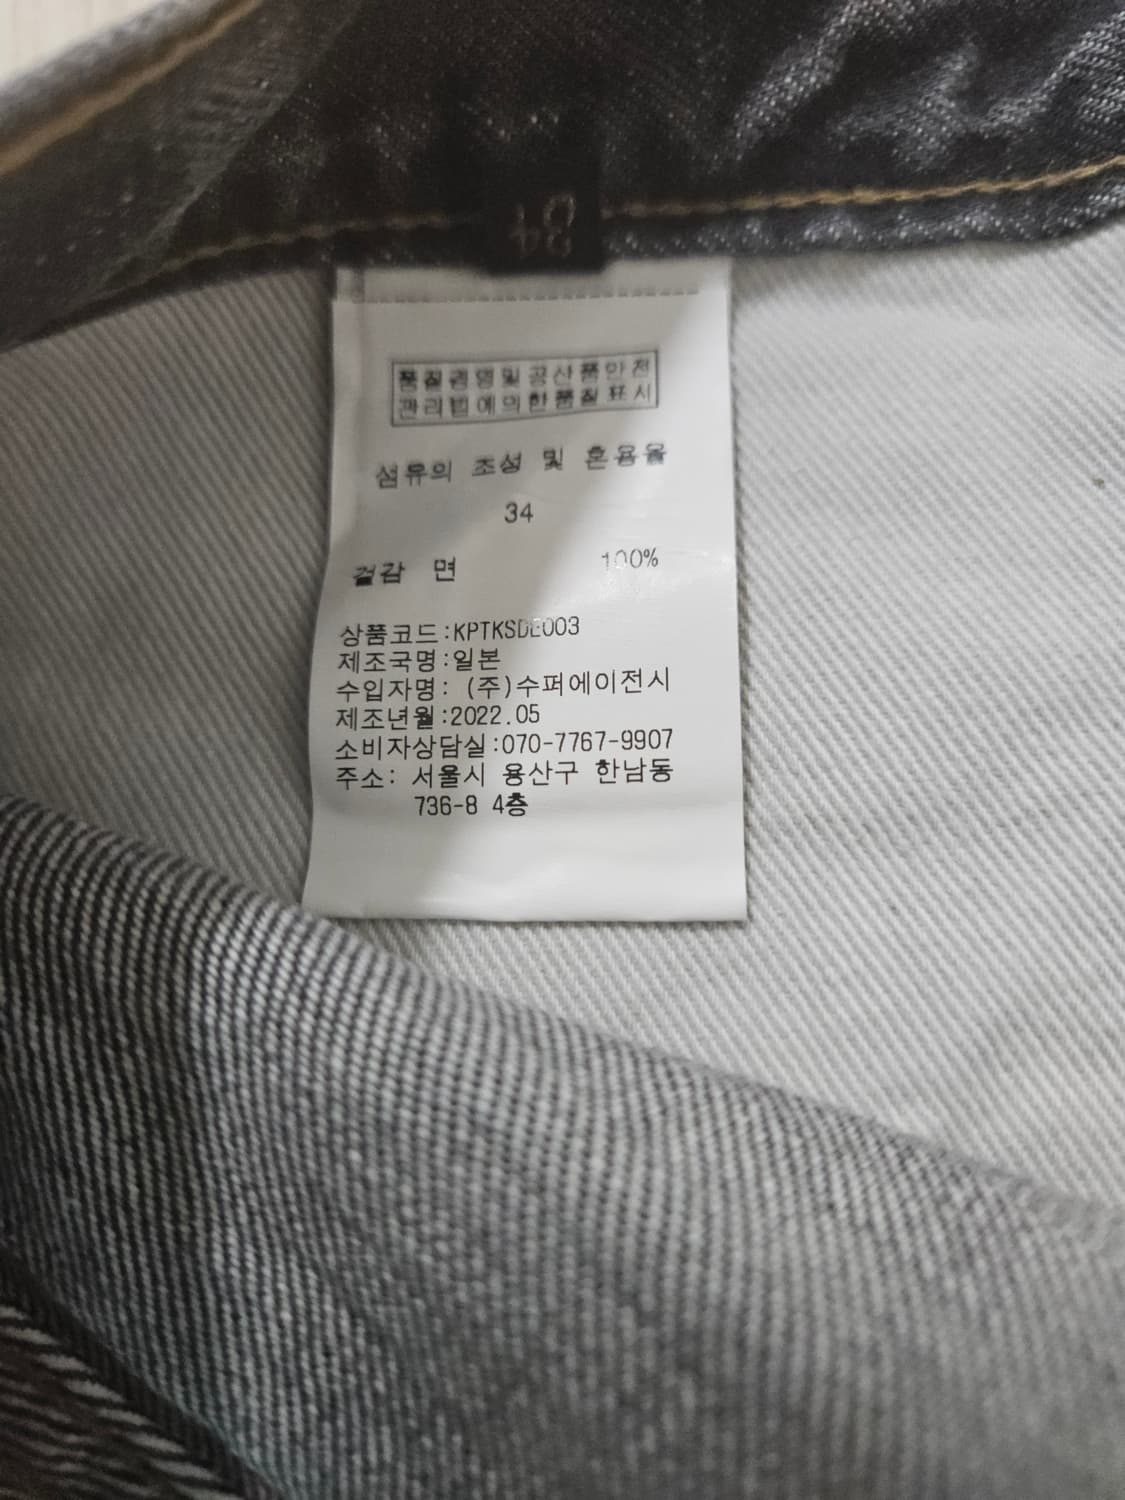 34
품질경영및공산품안전
관리법에의한품질표시
섬유의 조성 및 혼용율
34
겉감 면 100%
상품코드:KPTKSDE003
제조국명:일본
수입자명: (주)수퍼에이전시
제조년월:2022.05
소비자상담실:070-7767-9907
주소: 서울시 용산구 한남동
736-8 4층